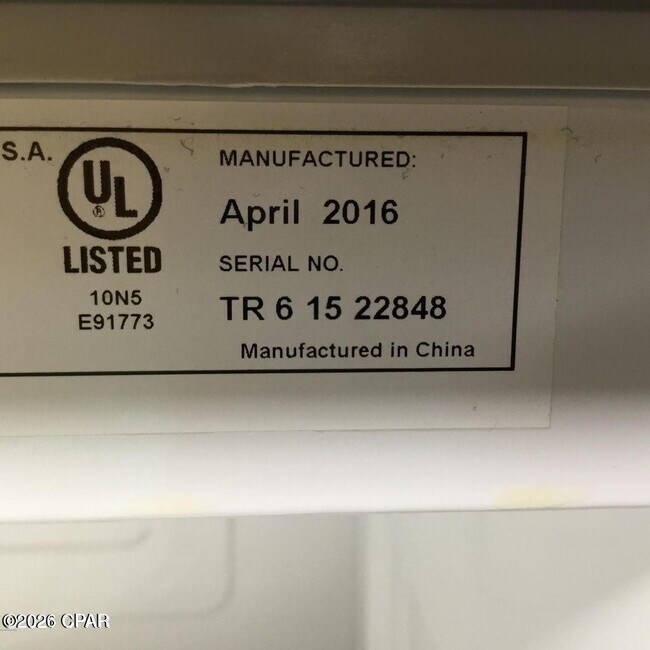 S.A.
UL
®
LISTED
10N5
E91773
MANUFACTURED:
April 2016
SERIAL NO.
TR 6 15 22848
Manufactured in China
©2026 CPAR